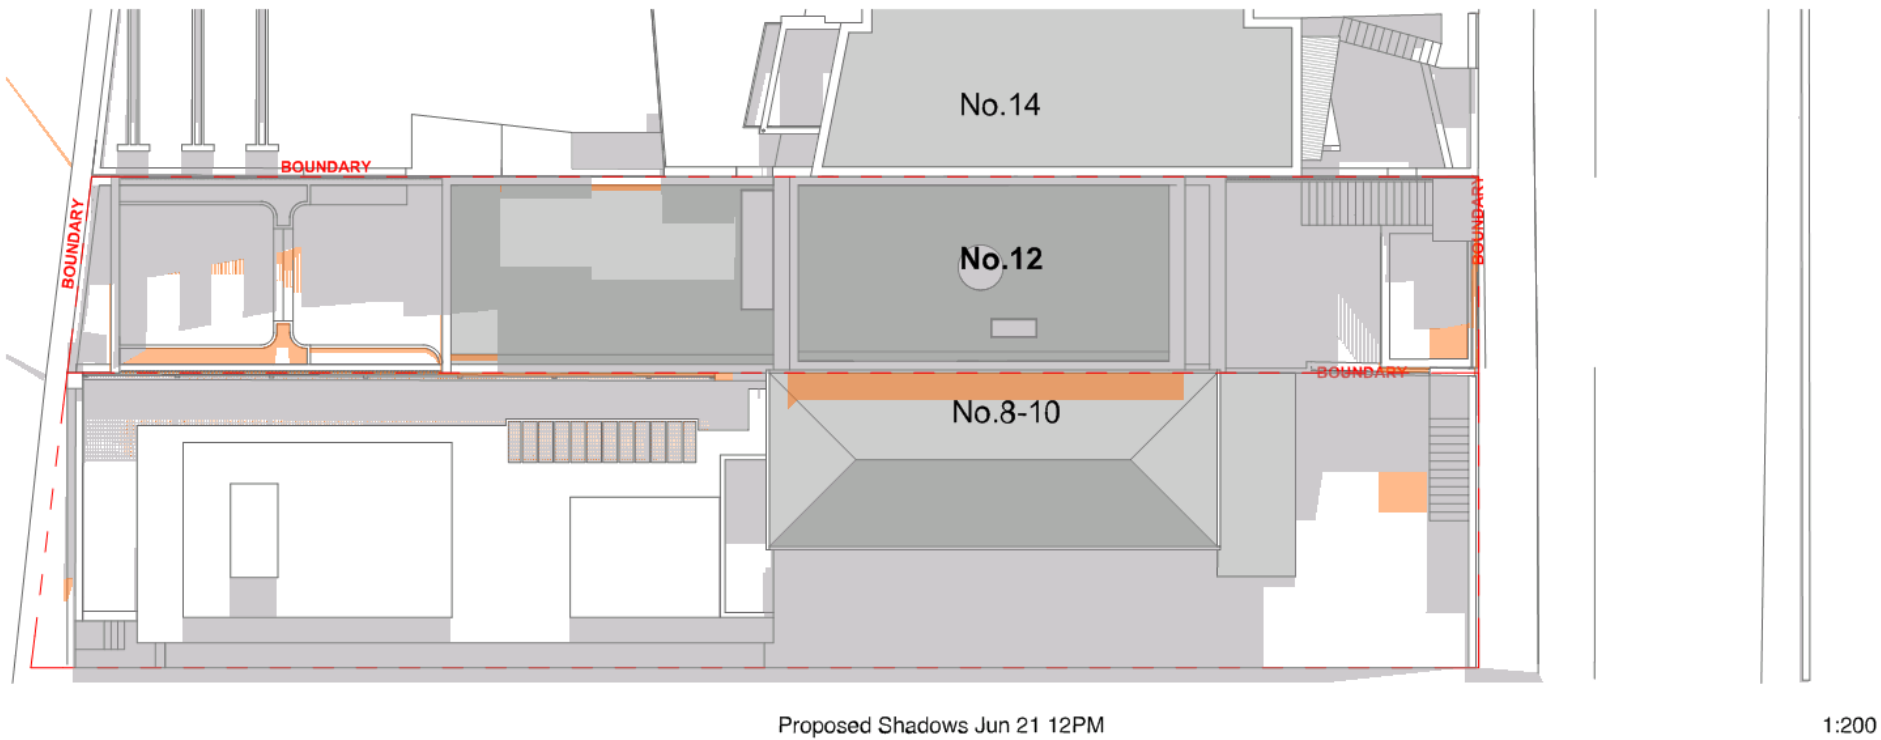 No.14
BOUNDARY
BOUNDARY
BOUNDARY
No.12
BOUNDARY
No.8-10
Proposed Shadows Jun 21 12PM
1:200